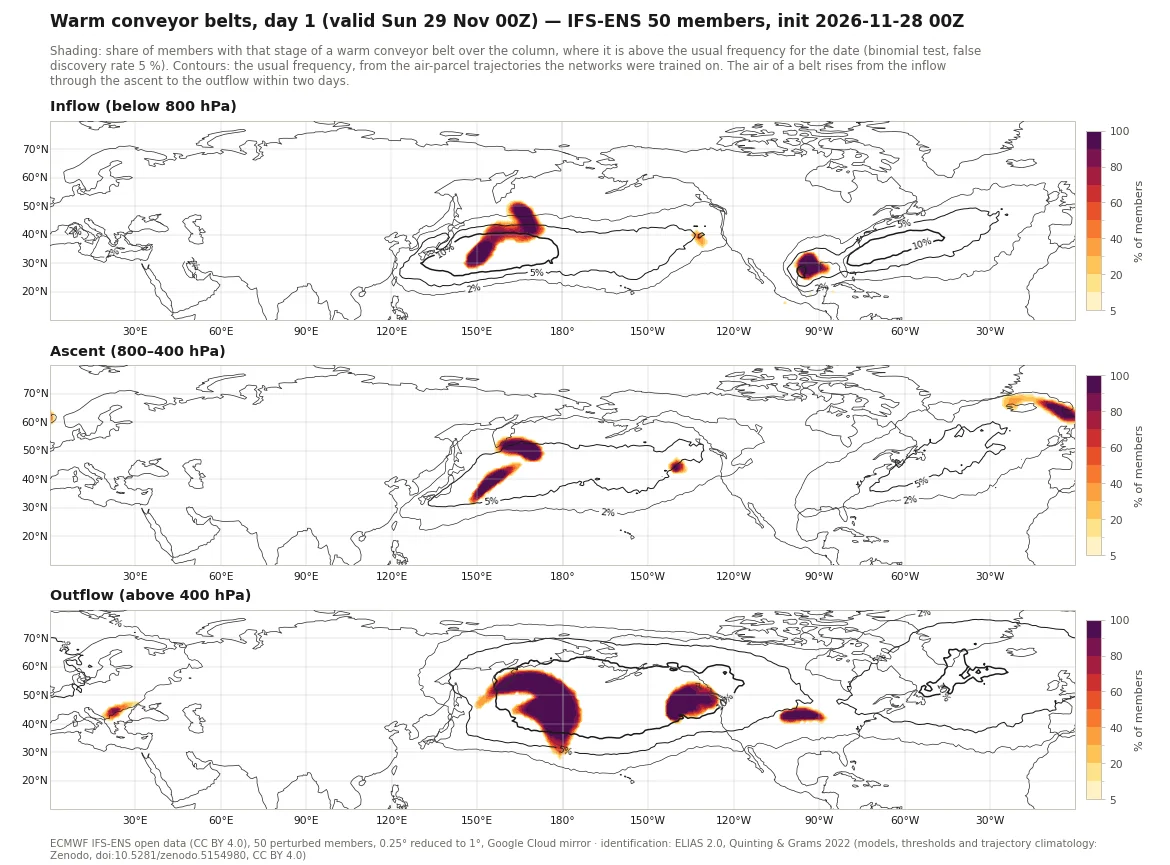 Warm conveyor belts, day 1 (valid Sun 29 Nov 00Z) — IFS-ENS 50 members, init 2026-11-28 00Z
Shading: share of members with that stage of a warm conveyor belt over the column, where it is above the usual frequency for the date (binomial test, false
discovery rate 5 %). Contours: the usual frequency, from the air-parcel trajectories the networks were trained on. The air of a belt rises from the inflow
through the ascent to the outflow within two days.
Inflow (below 800 hPa)
70°N
60°N
50°N
40°N
30°N
20°N
2%
2%
10%
5%
2%
5%
10%
2%
30°E 60°E 90°E 120°E 150°E 180° 150°W 120°W 90°W 60°W 30°W
100
80
60
40
20
5
% of members
Ascent (800–400 hPa)
70°N
60°N
50°N
40°N
30°N
20°N
5%
2%
5%
2%
30°E 60°E 90°E 120°E 150°E 180° 150°W 120°W 90°W 60°W 30°W
100
80
60
40
20
5
% of members
Outflow (above 400 hPa)
70°N
60°N
50°N
40°N
30°N
20°N
2%
5%
30°E 60°E 90°E 120°E 150°E 180° 150°W 120°W 90°W 60°W 30°W
100
80
60
40
20
5
% of members
ECMWF IFS-ENS open data (CC BY 4.0), 50 perturbed members, 0.25° reduced to 1°, Google Cloud mirror · identification: ELIAS 2.0, Quinting & Grams 2022 (models, thresholds and trajectory climatology:
Zenodo, doi:10.5281/zenodo.5154980, CC BY 4.0)